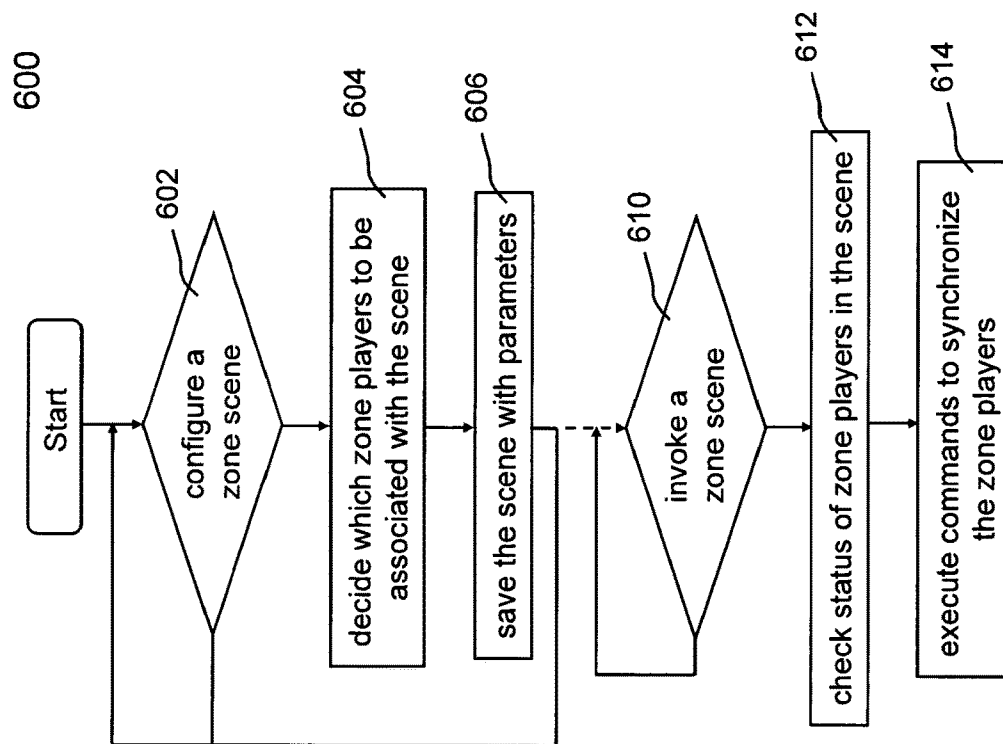 600
Start
602
configure a
zone scene
604
decide which zone players to be
associated with the scene
606
save the scene with parameters
610
invoke a
zone scene
612
check status of zone players in the scene
614
execute commands to synchronize
the zone players